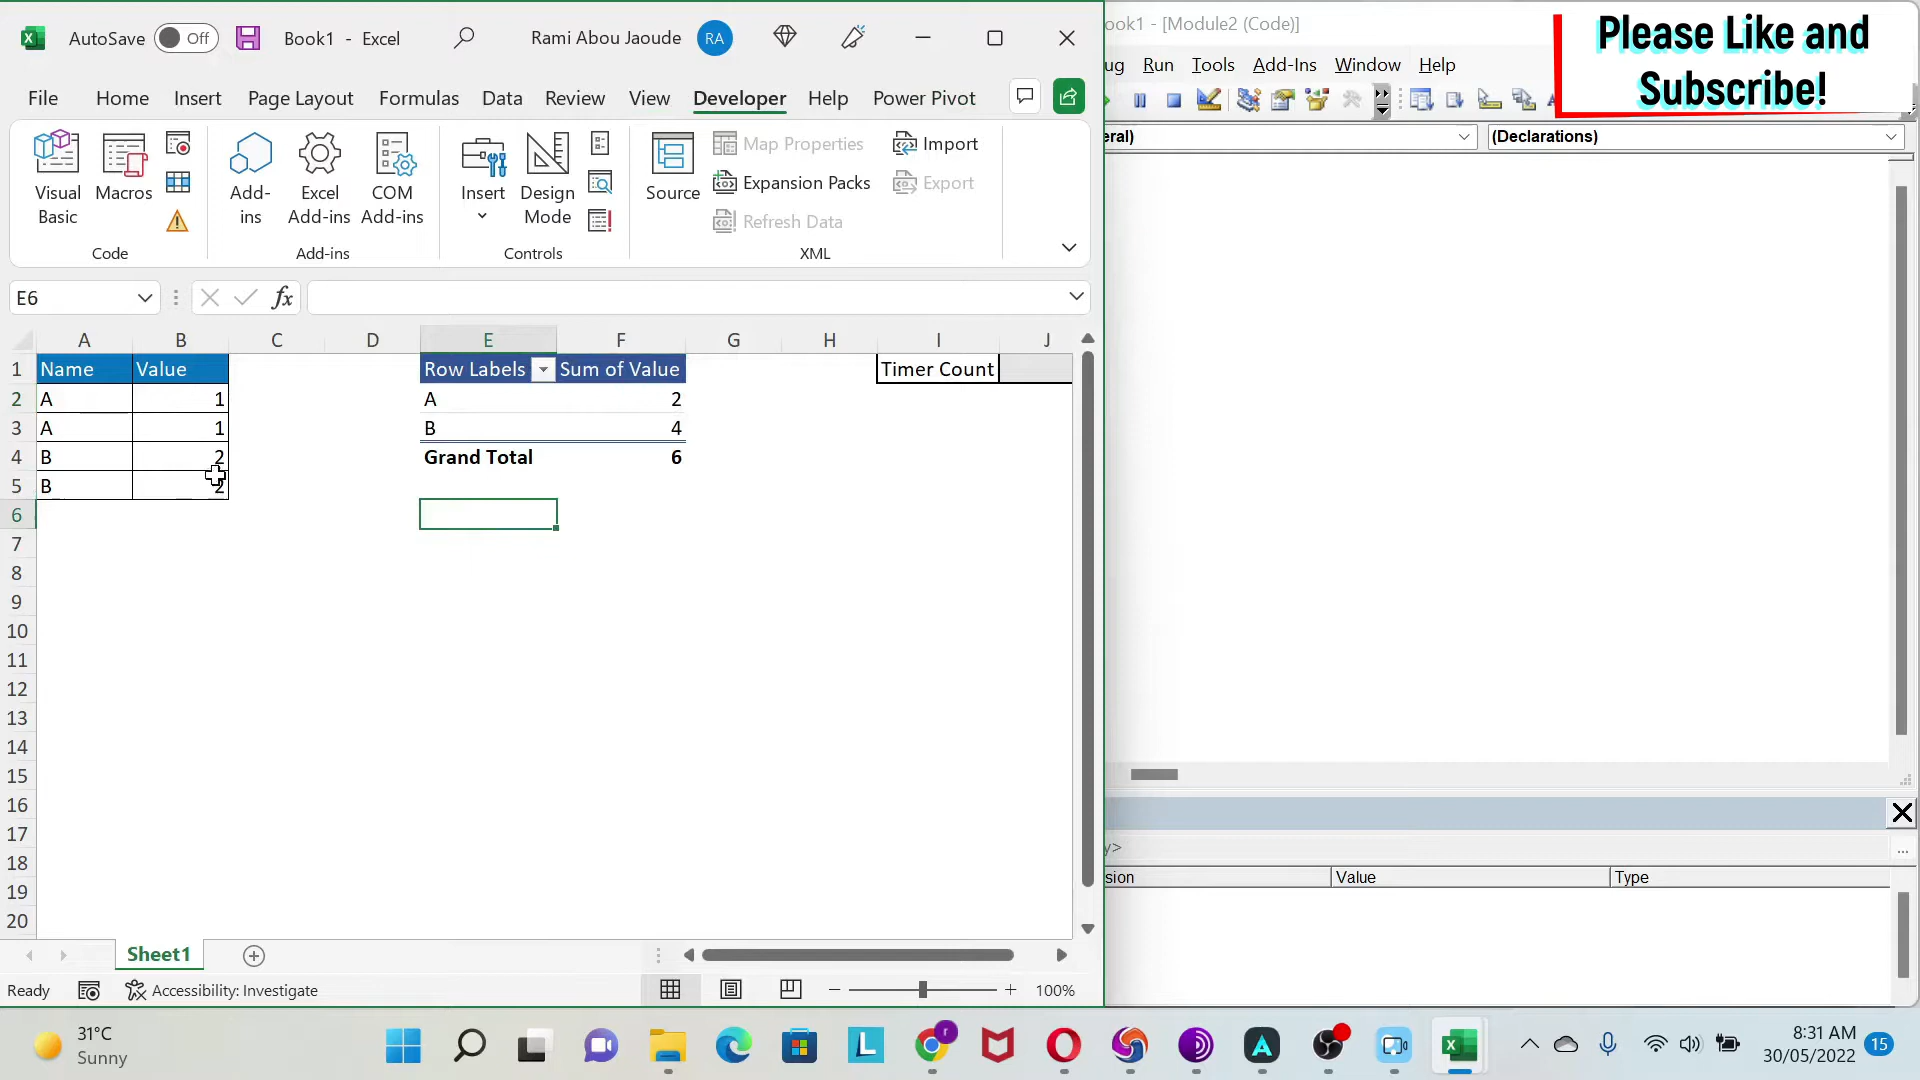 AutoSave Off Book1 - Excel Rami Abou Jaoude RA
ook1 - [Module2 (Code)]
Please Like and
Subscribe!
File Home Insert Page Layout Formulas Data Review View Developer Help Power Pivot
ug Run Tools Add-Ins Window Help
Visual Basic
Macros
Add-ins
Excel Add-ins
COM Add-ins
Insert
Design Mode
Source
Map Properties
Expansion Packs
Refresh Data
Import
Export
Code Add-ins Controls XML
eral) (Declarations)
E6 fx
A B C D E F G H I J
1 Name Value Row Labels Sum of Value Timer Count
2 A 1 A 2
3 A 1 B 4
4 B 2 Grand Total 6
5 B 2
6
7
8
9
10
11
12
13
14
15
16
17
18
19
20
y> ...
sion Value Type
Sheet1
Ready Accessibility: Investigate 100%
31°C
Sunny
L
r
A
8:31 AM
30/05/2022
15